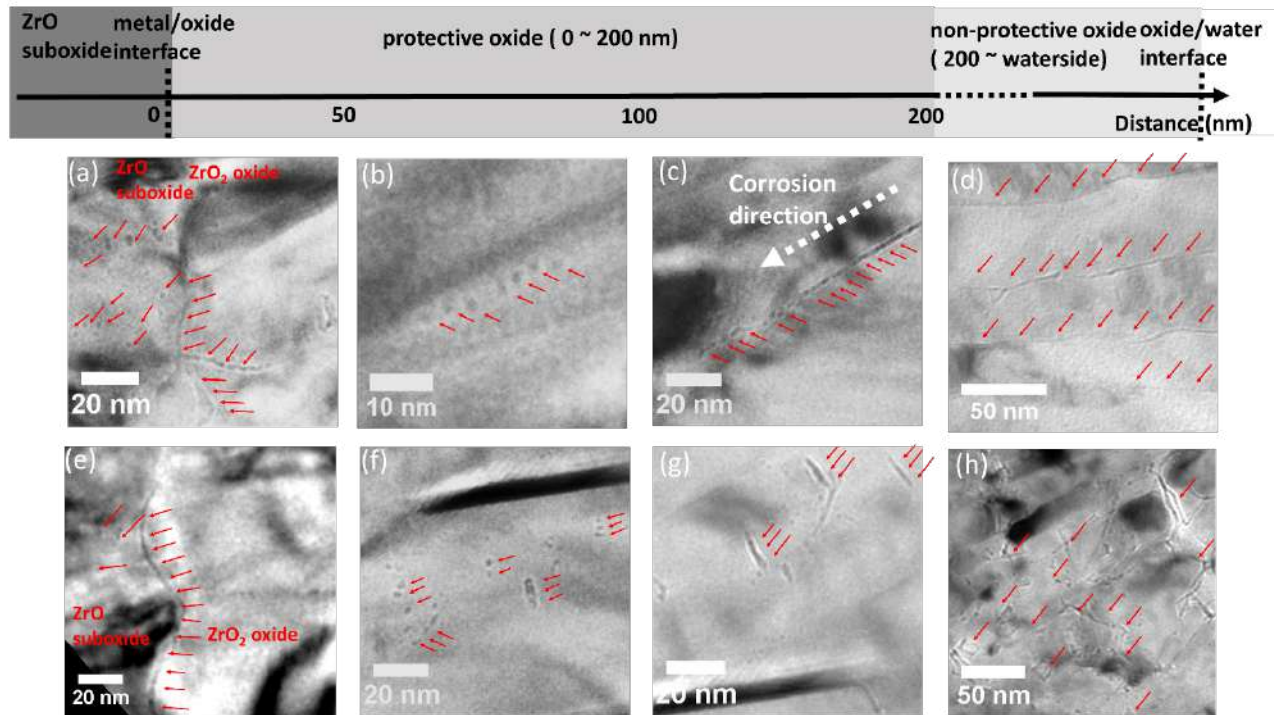 ZrO
suboxide
metal/oxide
interface
protective oxide ( 0 ~ 200 nm)
non-protective oxide
( 200 ~ waterside)
oxide/water
interface
0
50
100
200
Distance (nm)
(a)
ZrO
suboxide
ZrO₂ oxide
20 nm
(b)
10 nm
(c)
Corrosion
direction
20 nm
(d)
50 nm
(e)
ZrO
suboxide
ZrO₂ oxide
20 nm
(f)
20 nm
(g)
20 nm
(h)
50 nm